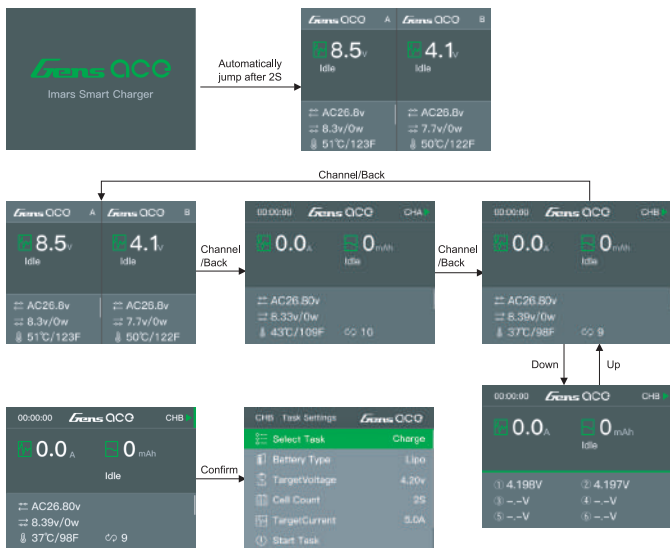 Gens ace
Imars Smart Charger
Automatically
jump after 2S
Gens ace A Gens ace B
8.5v 4.1v
Idle Idle
AC26.8v AC26.8v
8.3v/0w 7.7v/0w
51℃/123F 50℃/122F
Channel/Back
Gens ace A Gens ace B
8.5v 4.1v
Idle Idle
AC26.8v AC26.8v
8.3v/0w 7.7v/0w
51℃/123F 50℃/122F
Channel
/Back
00:00:00 Gens ace CHA
0.0A 0mAh
Idle
AC26.80v
8.33v/0w
43℃/109F 10
Channel
/Back
00:00:00 Gens ace CHB
0.0A 0mAh
Idle
AC26.80v
8.39v/0w
37℃/98F 9
Down Up
00:00:00 Gens ace CHB
0.0A 0mAh
Idle
① 4.198V ② 4.197V
③ –.–V ④ –.–V
⑤ –.–V ⑥ –.–V
00:00:00 Gens ace CHB
0.0 A 0 mAh
Idle
AC26.80v
8.39v/0w
37℃/98F 9
Confirm
CHB Task Settings Gens ace
Select Task Charge
Battery Type Lipo
TargetVoltage 4.20v
Cell Count 2S
TargetCurrent 5.0A
Start Task